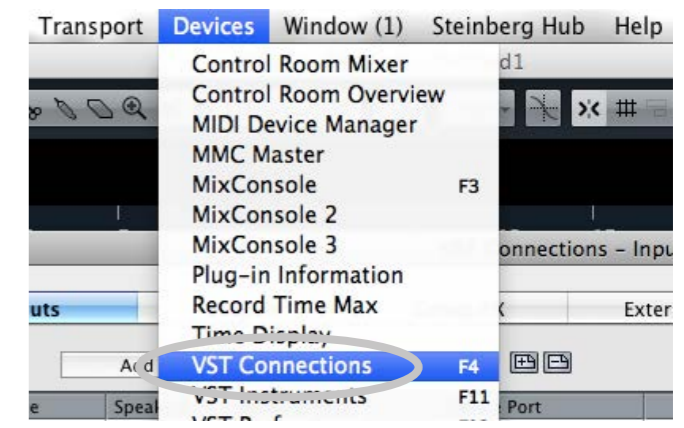 Transport Devices Window (1) Steinberg Hub Help
Control Room Mixer d1
Control Room Overview
MIDI Device Manager
MMC Master
MixConsole F3
MixConsole 2
MixConsole 3
onnections – Inpu
Plug-in Information
uts Record Time Max Exter
Time Display
Add VST Connections F4
VST Instruments F11
e Speak Port